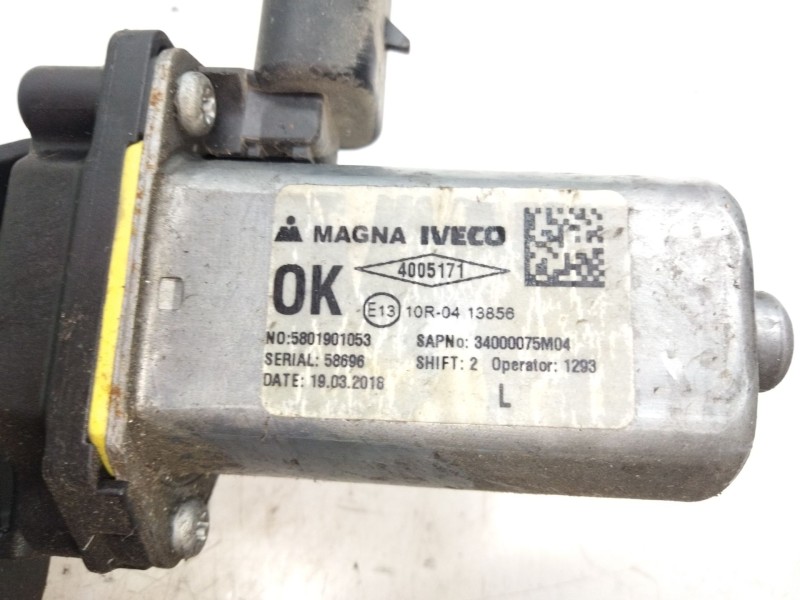 MAGNA IVECO
4005171
OK
E13 10R-04 13856
NO:5801901053 SAPNo: 34000075M04
SERIAL: 58696 SHIFT: 2 Operator: 1293
DATE: 19.03.2018
L